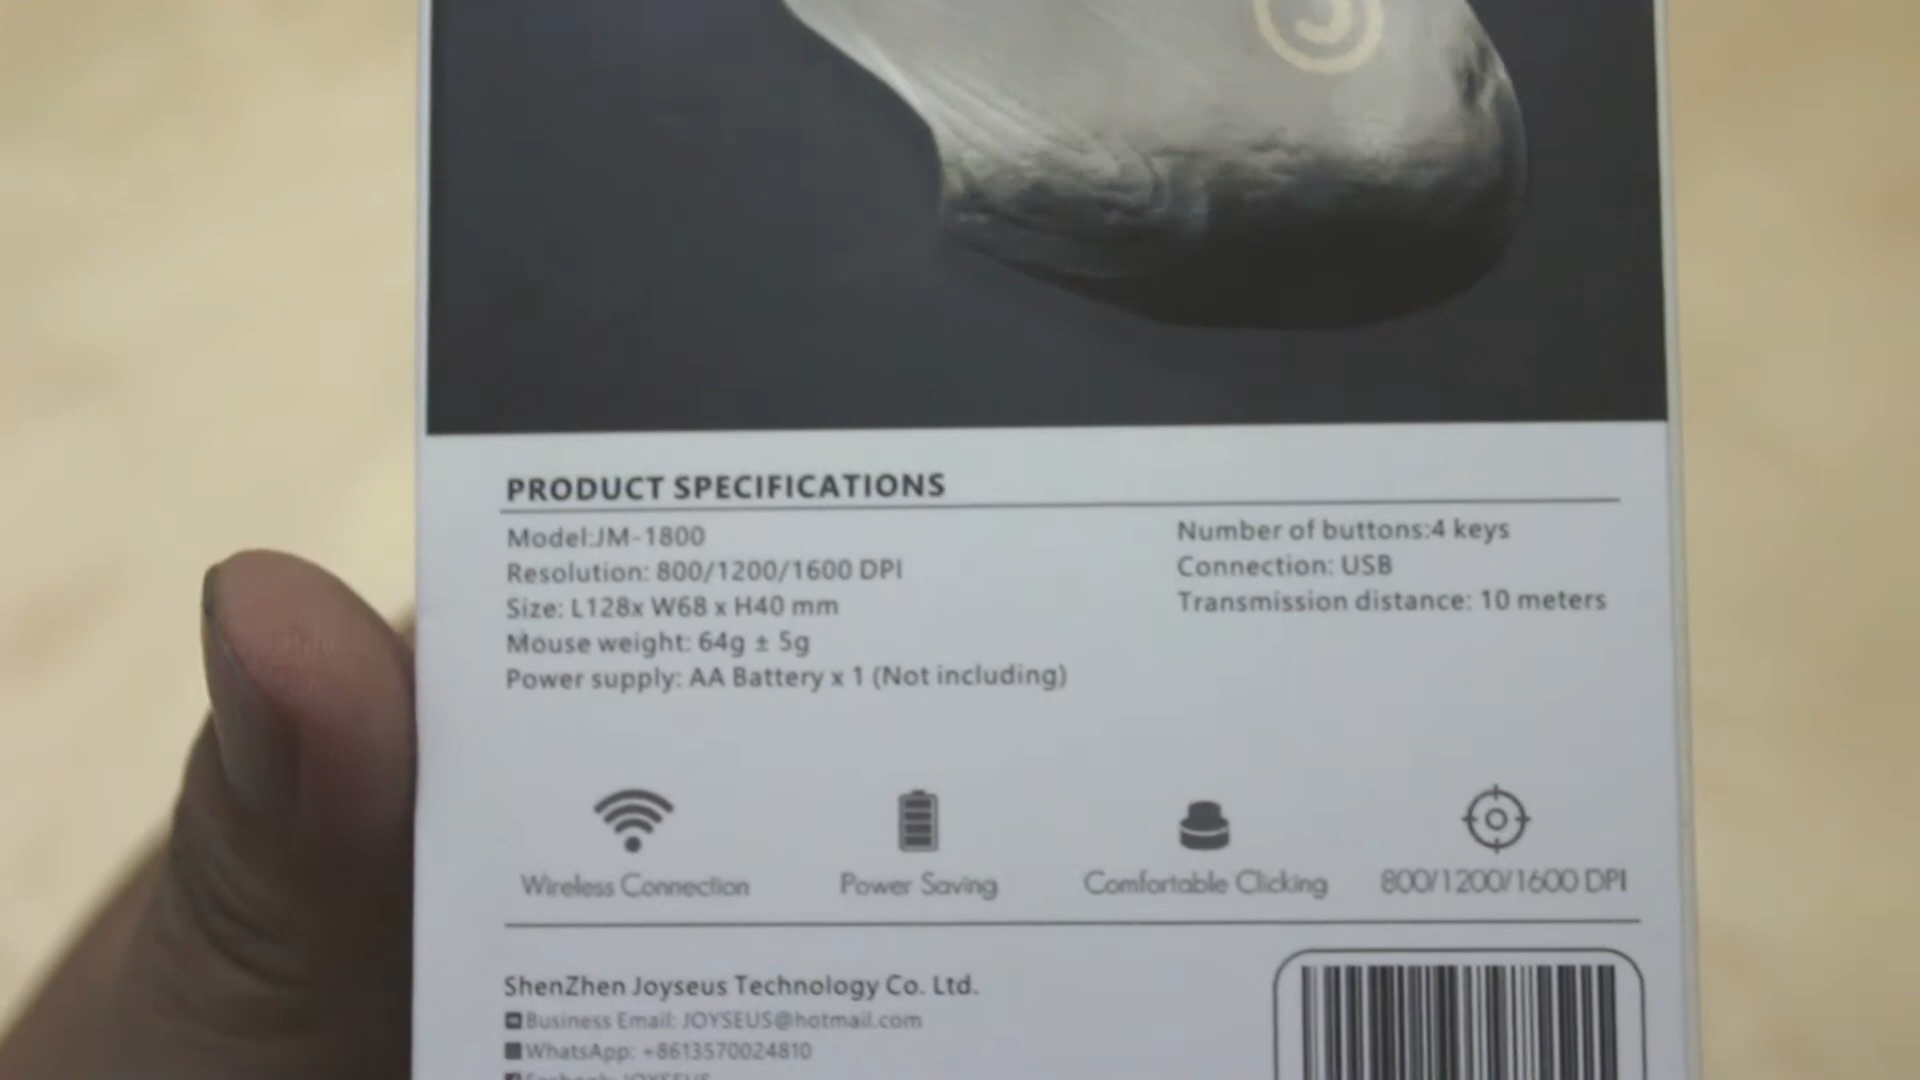 PRODUCT SPECIFICATIONS
Model:JM-1800
Resolution: 800/1200/1600 DPI
Size: L128x W68 x H40 mm
Mouse weight: 64g ± 5g
Power supply: AA Battery x 1 (Not including)
Number of buttons:4 keys
Connection: USB
Transmission distance: 10 meters
Wireless Connection
Power Saving
Comfortable Clicking
800/1200/1600 DPI
ShenZhen Joyseus Technology Co. Ltd.
Business Email: JOYSEUS@hotmail.com
WhatsApp: +8613570024810